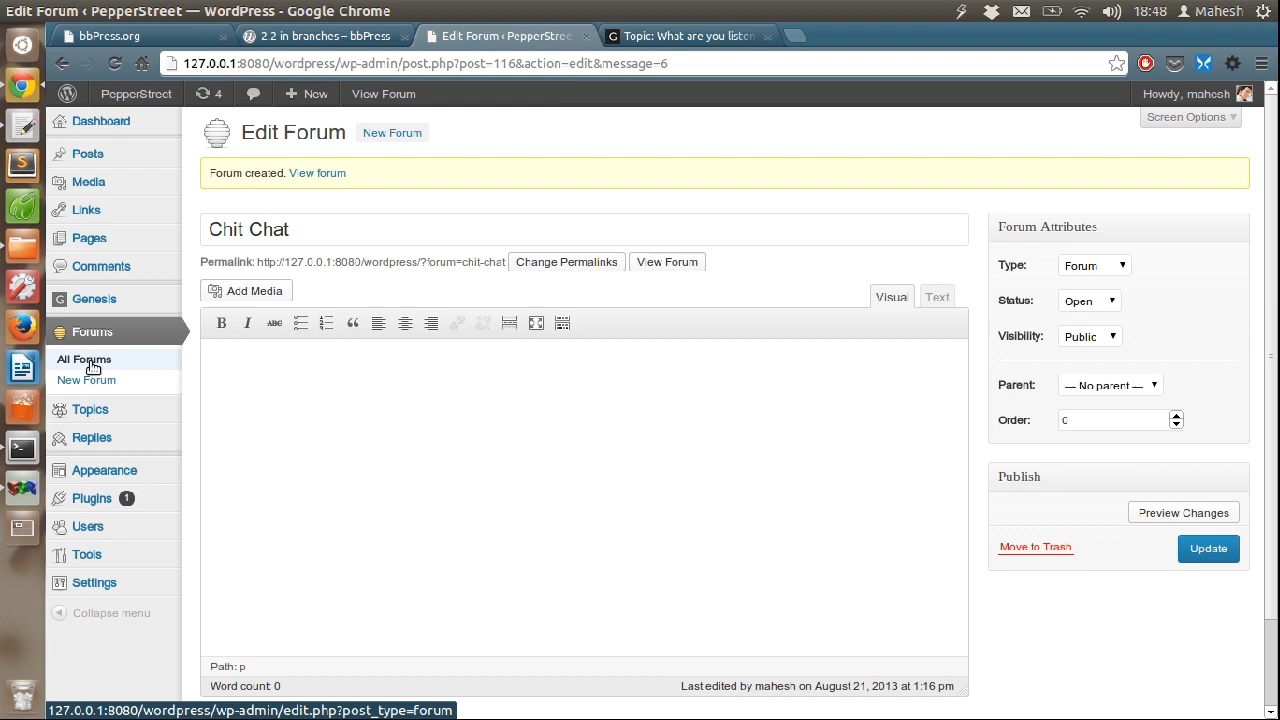 Edit Forum ‹ PepperStreet — WordPress - Google Chrome
18:48 Mahesh
bbPress.org
2.2 in branches – bbPress
Edit Forum ‹ PepperStree
Topic: What are you listen
127.0.0.1:8080/wordpress/wp-admin/post.php?post=116&action=edit&message=6
PepperStreet
4
New
View Forum
Howdy, mahesh
Dashboard
Posts
Media
Links
Pages
Comments
Genesis
Forums
All Forums
New Forum
Topics
Replies
Appearance
Plugins 1
Users
Tools
Settings
Collapse menu
Screen Options
Edit Forum New Forum
Forum created. View forum
Chit Chat
Permalink: http://127.0.0.1:8080/wordpress/?forum=chit-chat Change Permalinks View Forum
Add Media
Visual Text
B I ABC
Path: p
Word count: 0
Last edited by mahesh on August 21, 2013 at 1:16 pm
Forum Attributes
Type: Forum
Status: Open
Visibility: Public
Parent: — No parent —
Order: 0
Publish
Preview Changes
Move to Trash Update
127.0.0.1:8080/wordpress/wp-admin/edit.php?post_type=forum